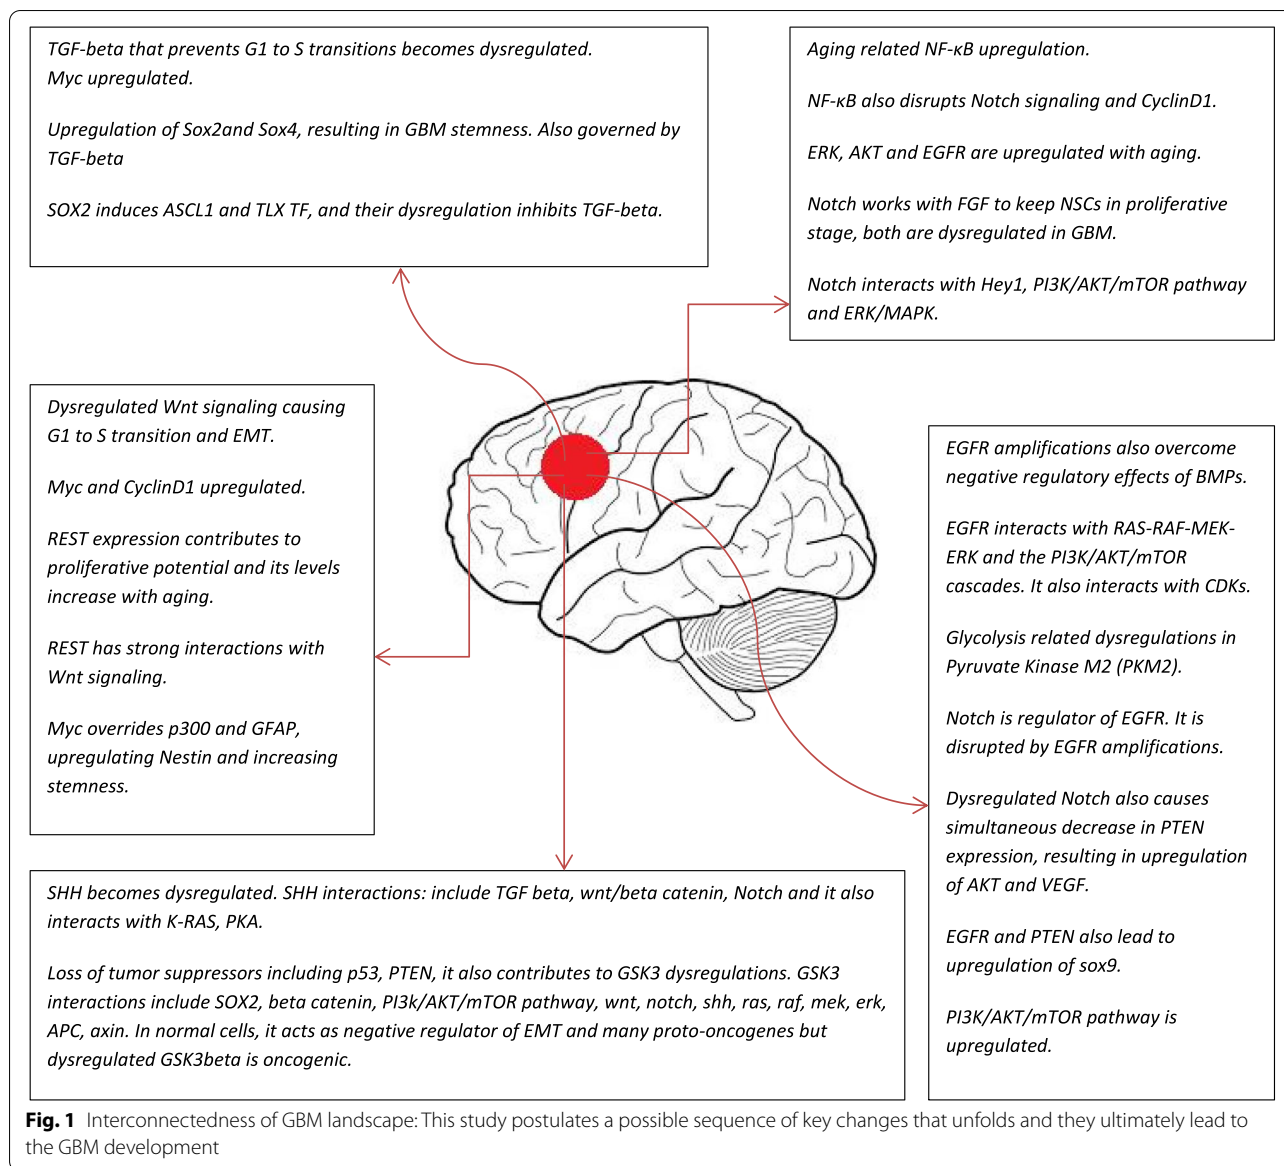 TGF-beta that prevents G1 to S transitions becomes dysregulated.
Myc upregulated.
Upregulation of Sox2and Sox4, resulting in GBM stemness. Also governed by
TGF-beta
SOX2 induces ASCL1 and TLX TF, and their dysregulation inhibits TGF-beta.
Aging related NF-κB upregulation.
NF-κB also disrupts Notch signaling and CyclinD1.
ERK, AKT and EGFR are upregulated with aging.
Notch works with FGF to keep NSCs in proliferative
stage, both are dysregulated in GBM.
Notch interacts with Hey1, PI3K/AKT/mTOR pathway
and ERK/MAPK.
Dysregulated Wnt signaling causing
G1 to S transition and EMT.
Myc and CyclinD1 upregulated.
REST expression contributes to
proliferative potential and its levels
increase with aging.
REST has strong interactions with
Wnt signaling.
Myc overrides p300 and GFAP,
upregulating Nestin and increasing
stemness.
EGFR amplifications also overcome
negative regulatory effects of BMPs.
EGFR interacts with RAS-RAF-MEK-
ERK and the PI3K/AKT/mTOR
cascades. It also interacts with CDKs.
Glycolysis related dysregulations in
Pyruvate Kinase M2 (PKM2).
Notch is regulator of EGFR. It is
disrupted by EGFR amplifications.
Dysregulated Notch also causes
simultaneous decrease in PTEN
expression, resulting in upregulation
of AKT and VEGF.
EGFR and PTEN also lead to
upregulation of sox9.
PI3K/AKT/mTOR pathway is
upregulated.
SHH becomes dysregulated. SHH interactions: include TGF beta, wnt/beta catenin, Notch and it also
interacts with K-RAS, PKA.
Loss of tumor suppressors including p53, PTEN, it also contributes to GSK3 dysregulations. GSK3
interactions include SOX2, beta catenin, PI3k/AKT/mTOR pathway, wnt, notch, shh, ras, raf, mek, erk,
APC, axin. In normal cells, it acts as negative regulator of EMT and many proto-oncogenes but
dysregulated GSK3beta is oncogenic.
Fig. 1 Interconnectedness of GBM landscape: This study postulates a possible sequence of key changes that unfolds and they ultimately lead to
the GBM development